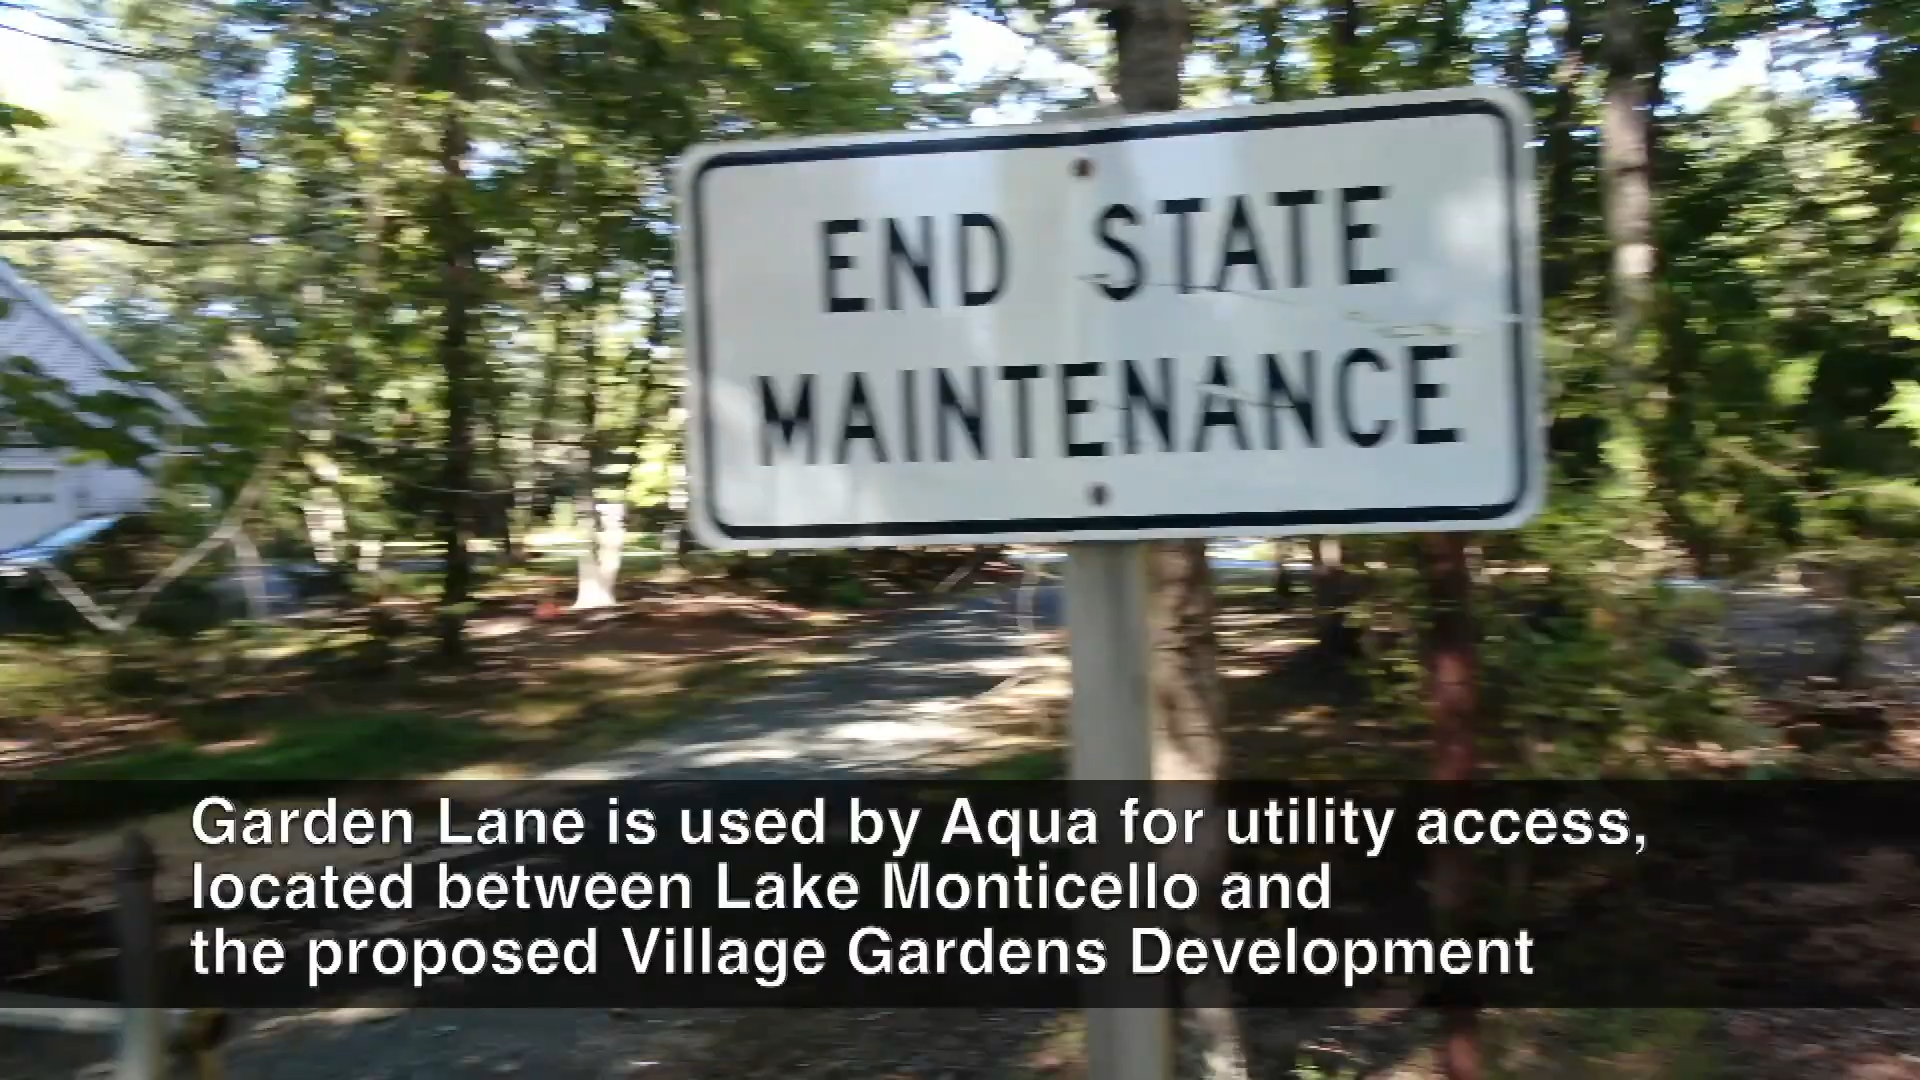 END STATE
MAINTENANCE
Garden Lane is used by Aqua for utility access,
located between Lake Monticello and
the proposed Village Gardens Development